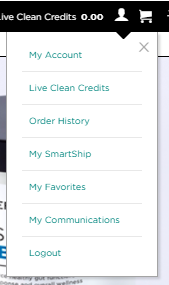 Live Clean Credits 0.00
My Account
Live Clean Credits
Order History
My SmartShip
My Favorites
My Communications
Logout